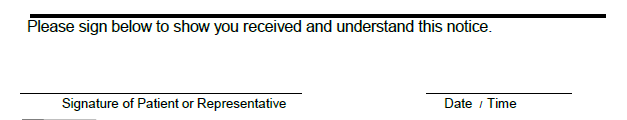 Please sign below to show you received and understand this notice.
Signature of Patient or Representative Date / Time